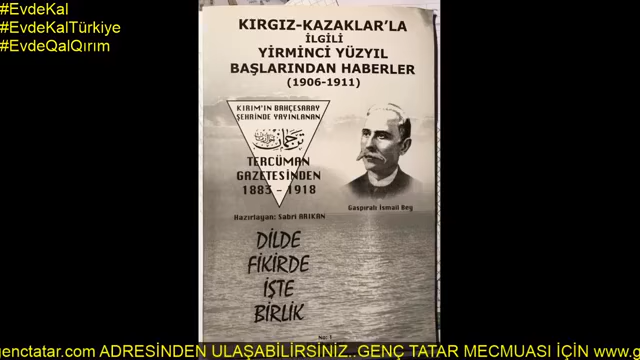 #EvdeKal
#EvdeKalTürkiye
#EvdeQalQırım
KIRGIZ-KAZAKLAR'LA
İLGİLİ
YİRMİNCİ YÜZYIL
BAŞLARINDAN HABERLER
(1906-1911)
KIRIM'IN BAHÇESARAY
ŞEHRİNDE YAYINLANAN
ترجمان
TERCÜMAN
GAZETESİNDEN
1883 - 1918
Gaspıralı İsmail Bey
Hazırlayan: Sabri ARIKAN
DİLDE
FİKİRDE
İŞTE
BİRLİK
genctatar.com ADRESİNDEN ULAŞABİLİRSİNİZ..GENÇ TATAR MECMUASI İÇİN www.g